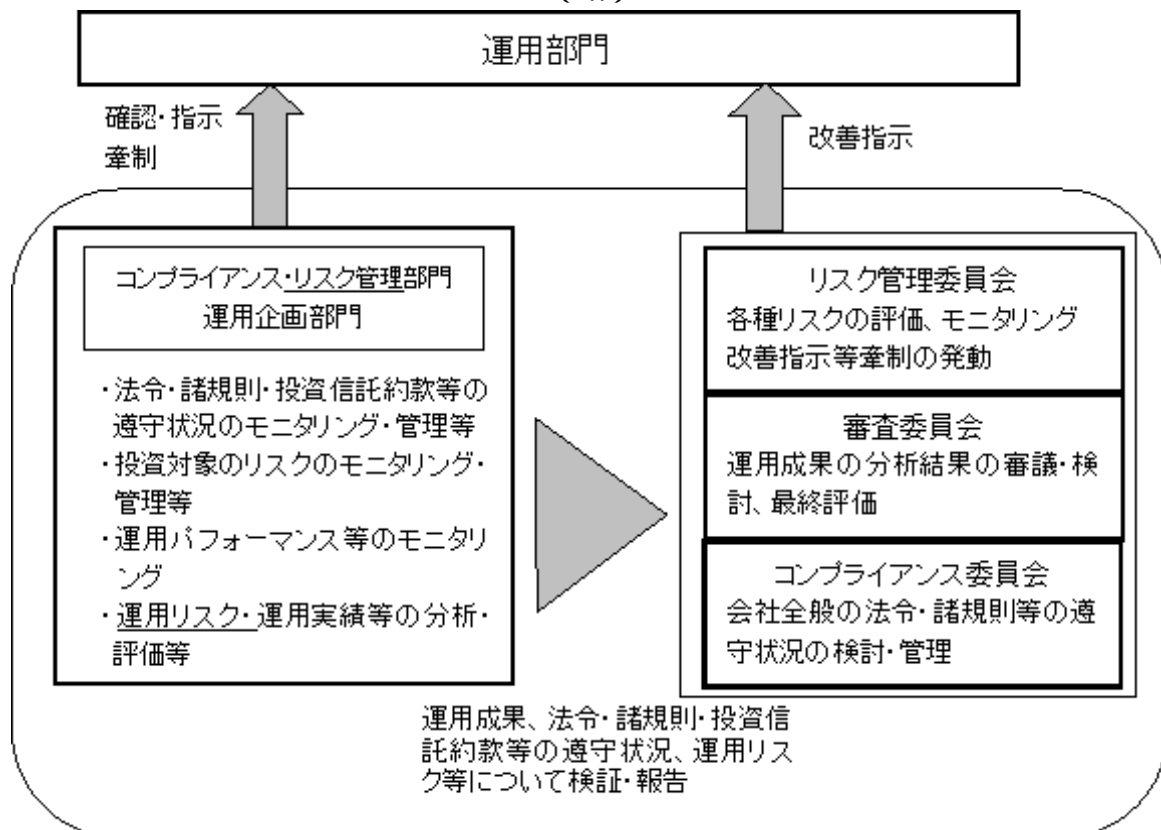 運用部門
確認・指示
牽制
改善指示
コンプライアンス・リスク管理部門
運用企画部門
・法令・諸規則・投資信託約款等の
遵守状況のモニタリング・管理等
・投資対象のリスクのモニタリング・
管理等
・運用パフォーマンス等のモニタリ
ング
・運用リスク・運用実績等の分析・
評価等
リスク管理委員会
各種リスクの評価、モニタリング
改善指示等牽制の発動
審査委員会
運用成果の分析結果の審議・検
討、最終評価
コンプライアンス委員会
会社全般の法令・諸規則等の遵
守状況の検討・管理
運用成果、法令・諸規則・投資信
託約款等の遵守状況、運用リス
ク等について検証・報告